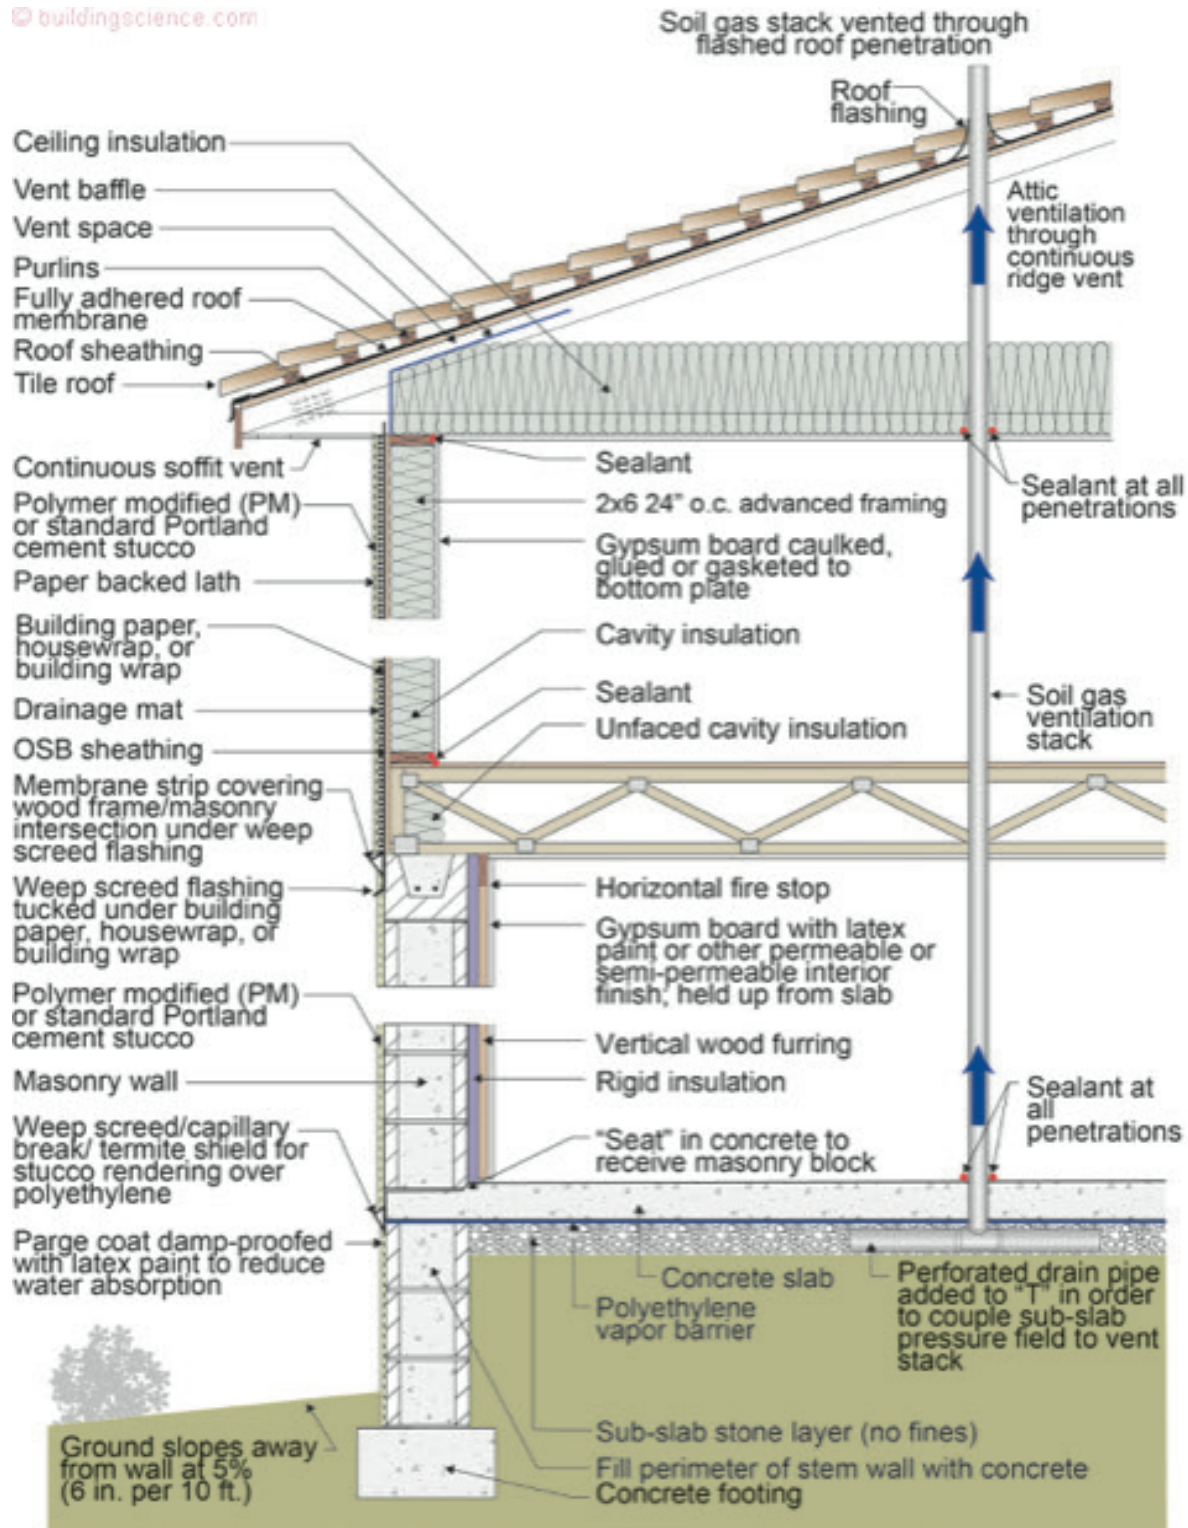 © buildingscience.com
Soil gas stack vented through
flashed roof penetration
Roof
flashing
Ceiling insulation
Vent baffle
Vent space
Purlins
Fully adhered roof
membrane
Roof sheathing
Tile roof
Attic
ventilation
through
continuous
ridge vent
Continuous soffit vent
Polymer modified (PM)
or standard Portland
cement stucco
Paper backed lath
Building paper,
housewrap, or
building wrap
Drainage mat
OSB sheathing
Membrane strip covering
wood frame/masonry
intersection under weep
screed flashing
Weep screed flashing
tucked under building
paper, housewrap, or
building wrap
Polymer modified (PM)
or standard Portland
cement stucco
Masonry wall
Weep screed/capillary
break/ termite shield for
stucco rendering over
polyethylene
Parge coat damp-proofed
with latex paint to reduce
water absorption
Ground slopes away
from wall at 5%
(6 in. per 10 ft.)
Sealant
2x6 24” o.c. advanced framing
Gypsum board caulked,
glued or gasketed to
bottom plate
Cavity insulation
Sealant
Unfaced cavity insulation
Horizontal fire stop
Gypsum board with latex
paint or other permeable or
semi-permeable interior
finish; held up from slab
Vertical wood furring
Rigid insulation
“Seat” in concrete to
receive masonry block
Concrete slab
Polyethylene
vapor barrier
Sub-slab stone layer (no fines)
Fill perimeter of stem wall with concrete
Concrete footing
Sealant at all
penetrations
Soil gas
ventilation
stack
Sealant at
all
penetrations
Perforated drain pipe
added to “T” in order
to couple sub-slab
pressure field to vent
stack